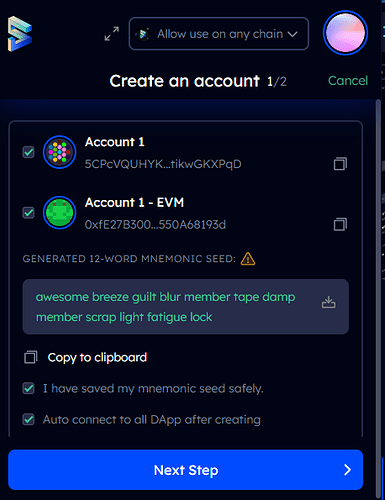 Allow use on any chain
Create an account 1/2 Cancel
Account 1
5CPcVQUHYK...tikwGKXPqD
Account 1 - EVM
0xfE27B300...550A68193d
GENERATED 12-WORD MNEMONIC SEED:
awesome breeze guilt blur member tape damp
member scrap light fatigue lock
Copy to clipboard
I have saved my mnemonic seed safely.
Auto connect to all DApp after creating
Next Step